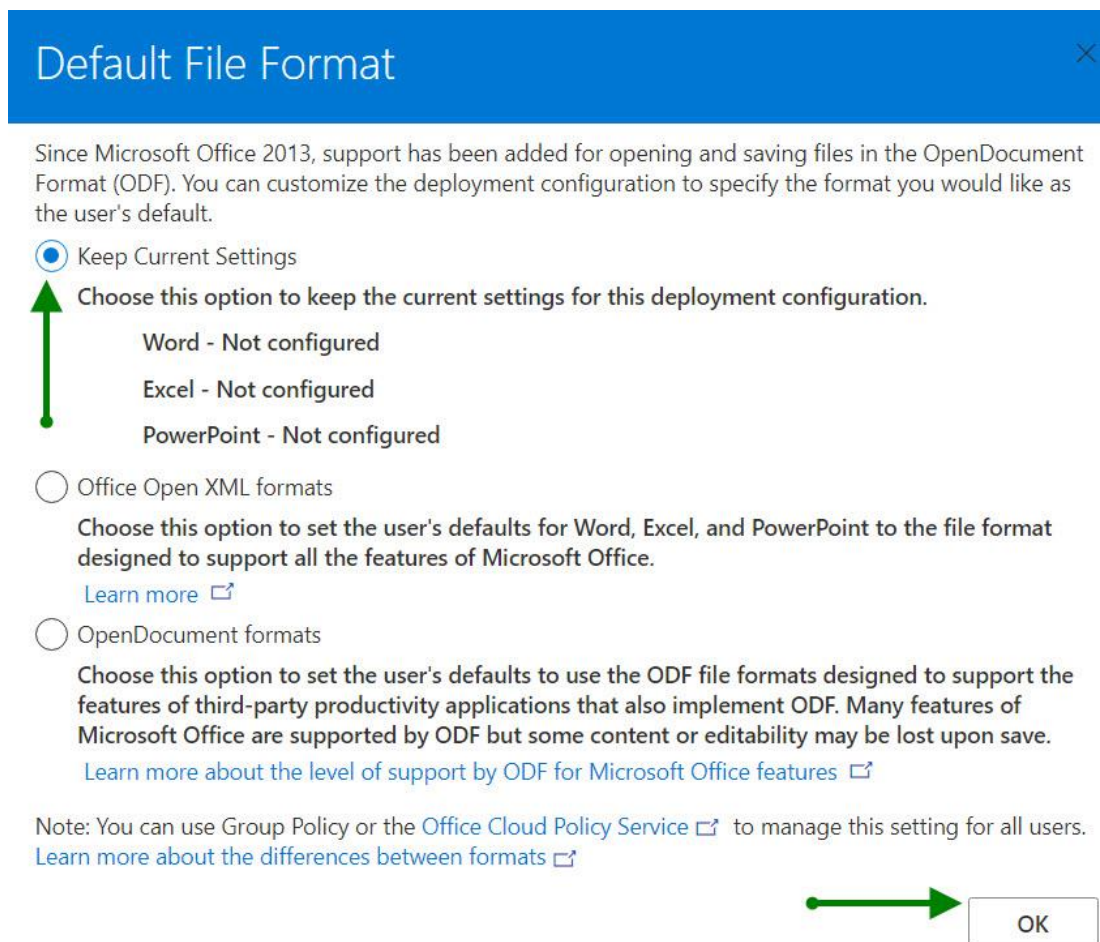 Default File Format
Since Microsoft Office 2013, support has been added for opening and saving files in the OpenDocument
Format (ODF). You can customize the deployment configuration to specify the format you would like as
the user's default.
Keep Current Settings
Choose this option to keep the current settings for this deployment configuration.
Word - Not configured
Excel - Not configured
PowerPoint - Not configured
Office Open XML formats
Choose this option to set the user's defaults for Word, Excel, and PowerPoint to the file format
designed to support all the features of Microsoft Office.
Learn more
OpenDocument formats
Choose this option to set the user's defaults to use the ODF file formats designed to support the
features of third-party productivity applications that also implement ODF. Many features of
Microsoft Office are supported by ODF but some content or editability may be lost upon save.
Learn more about the level of support by ODF for Microsoft Office features
Note: You can use Group Policy or the Office Cloud Policy Service to manage this setting for all users.
Learn more about the differences between formats
OK